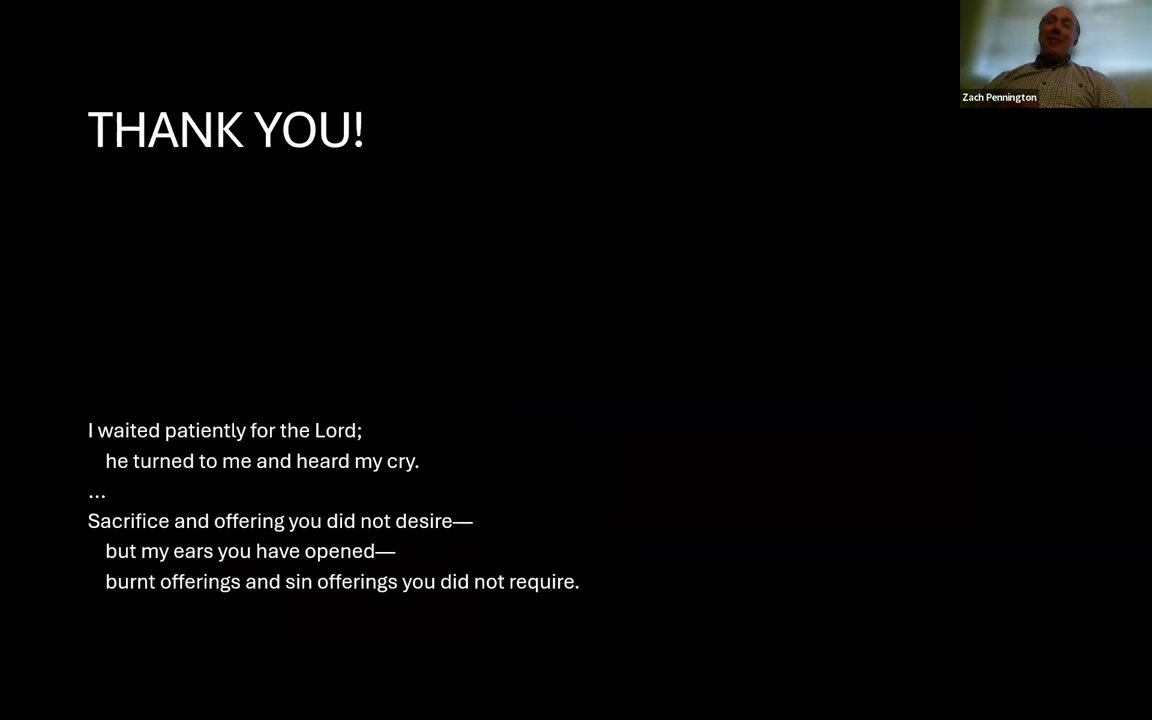 Zach Pennington
THANK YOU!
I waited patiently for the Lord;
he turned to me and heard my cry.
...
Sacrifice and offering you did not desire—
but my ears you have opened—
burnt offerings and sin offerings you did not require.